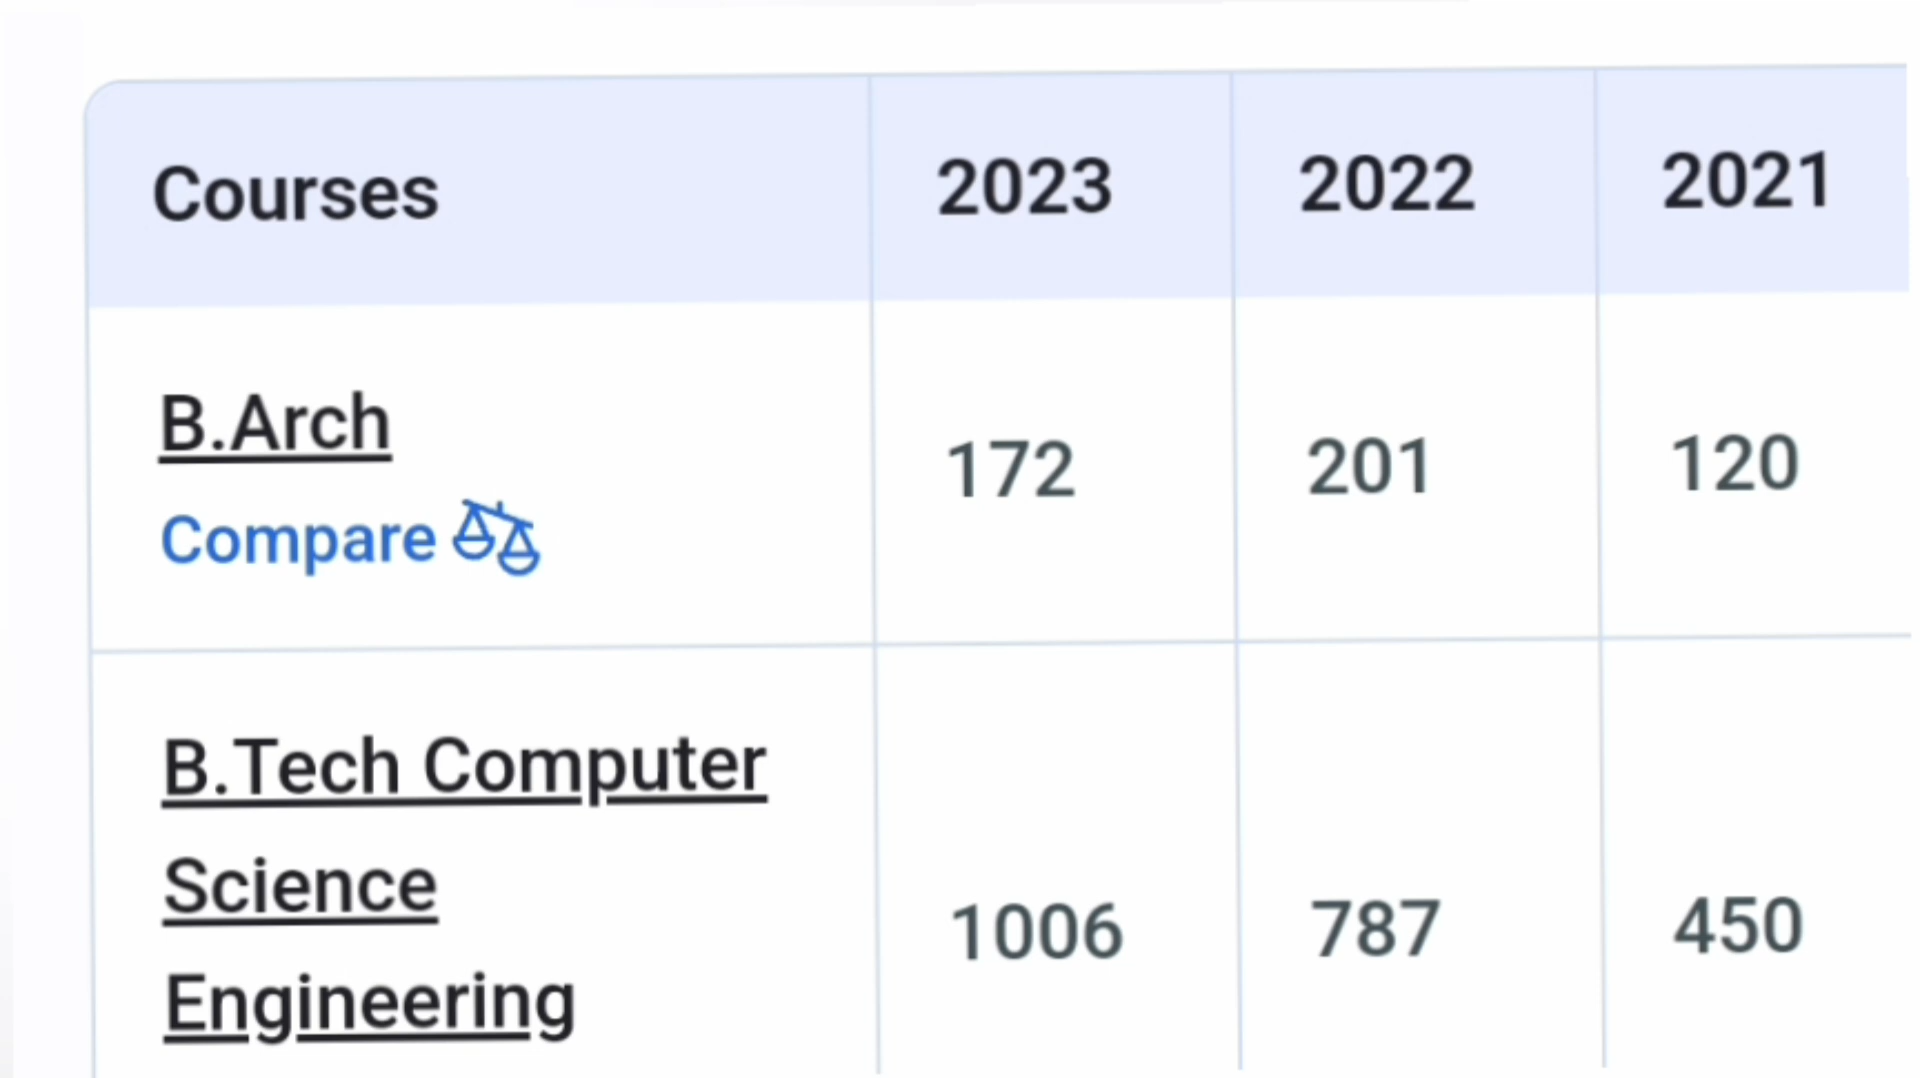 Courses 2023 2022 2021
B.Arch
Compare
172 201 120
B.Tech Computer
Science
Engineering
1006 787 450